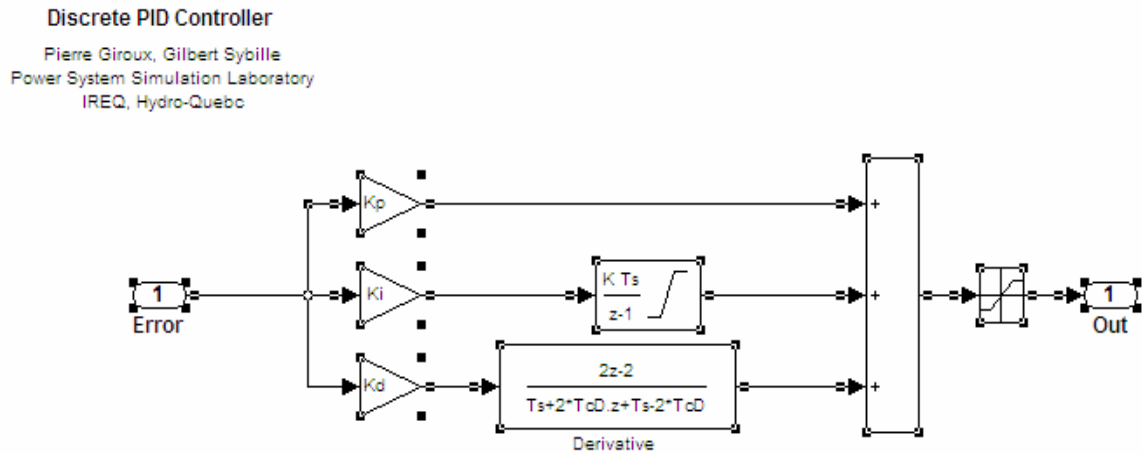 Discrete PID Controller
Pierre Giroux, Gilbert Sybille
Power System Simulation Laboratory
IREQ, Hydro-Quebc
Kp
+
1
Error
Ki
K Ts
z-1
+
1
Out
Kd
2z-2
Ts+2*TcD.z+Ts-2*TcD
+
Derivative